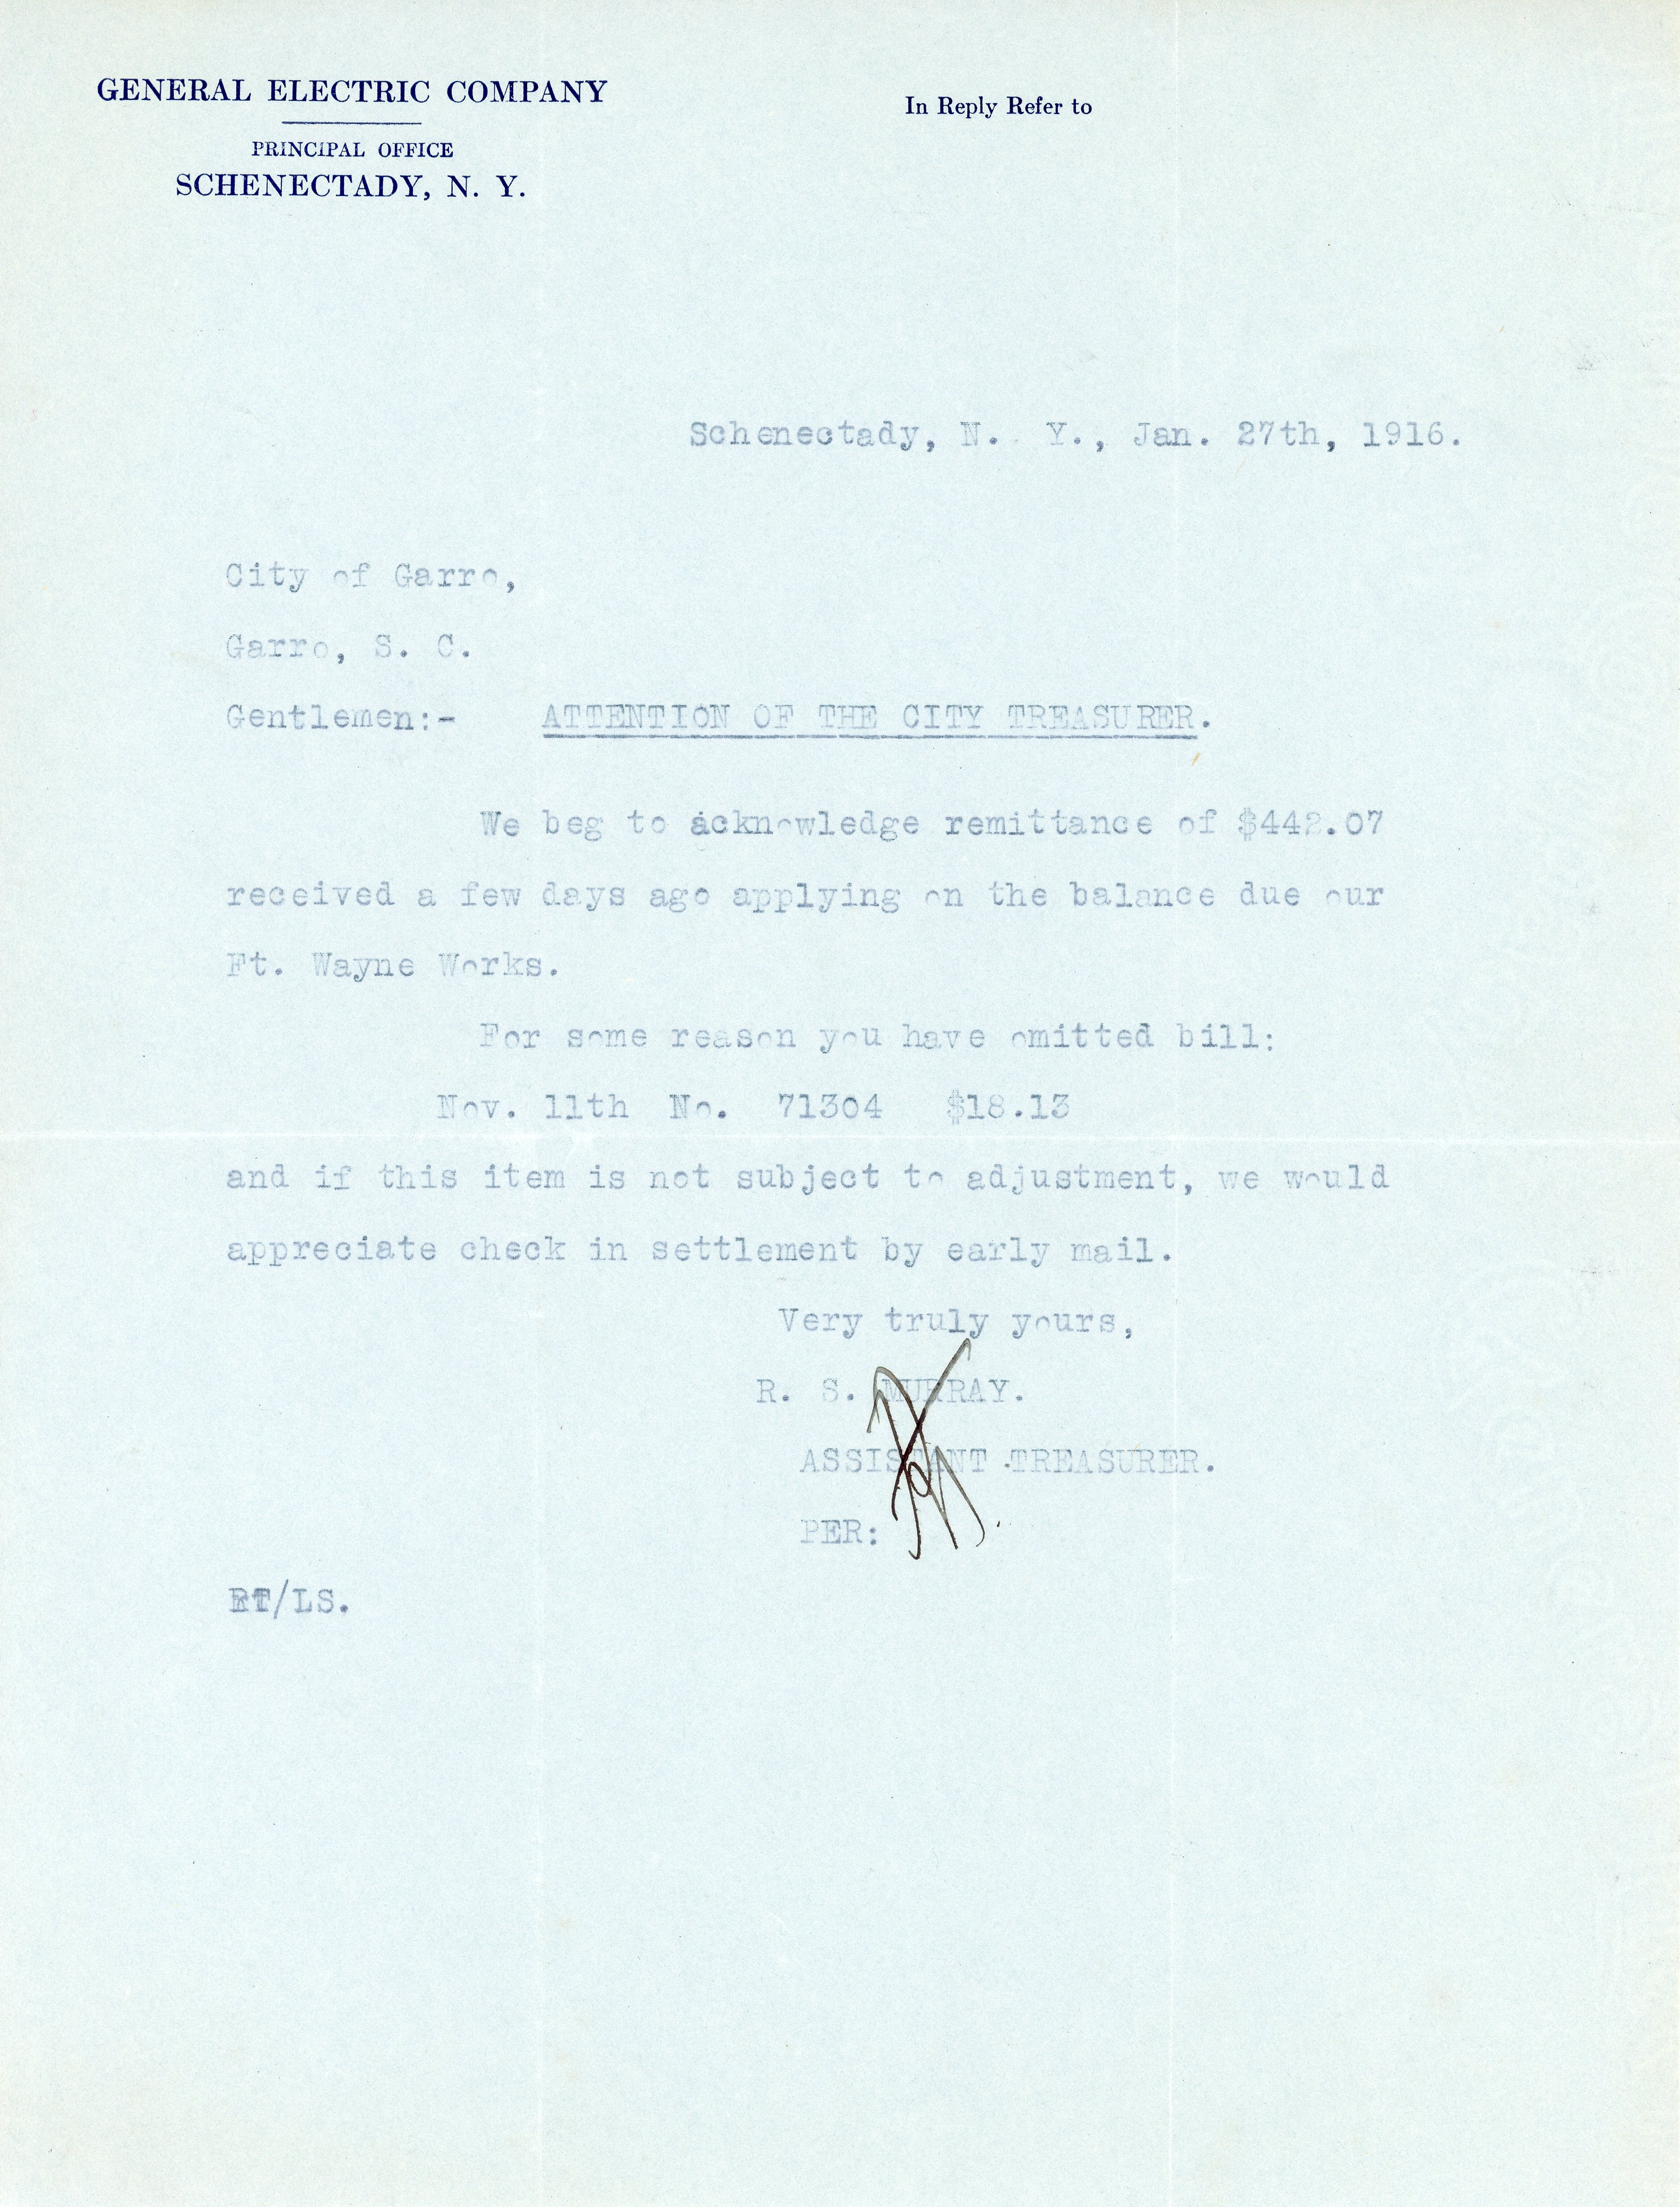 GENERAL ELECTRIC COMPANY
In Reply Refer to
PRINCIPAL OFFICE
SCHENECTADY, N. Y.
Schenectady, N. Y., Jan. 27th, 1916.
City of Garro,
Garro, S. C.
Gentlemen:- ATTENTION OF THE CITY TREASURER.
We beg to acknowledge remittance of $442.07
received a few days ago applying on the balance due our
Ft. Wayne Works.
For some reason you have omitted bill:
Nov. 11th No. 71304 $18.13
and if this item is not subject to adjustment, we would
appreciate check in settlement by early mail.
Very truly yours,
R. S. MURRAY.
ASSISTANT TREASURER.
PER:
/LS.